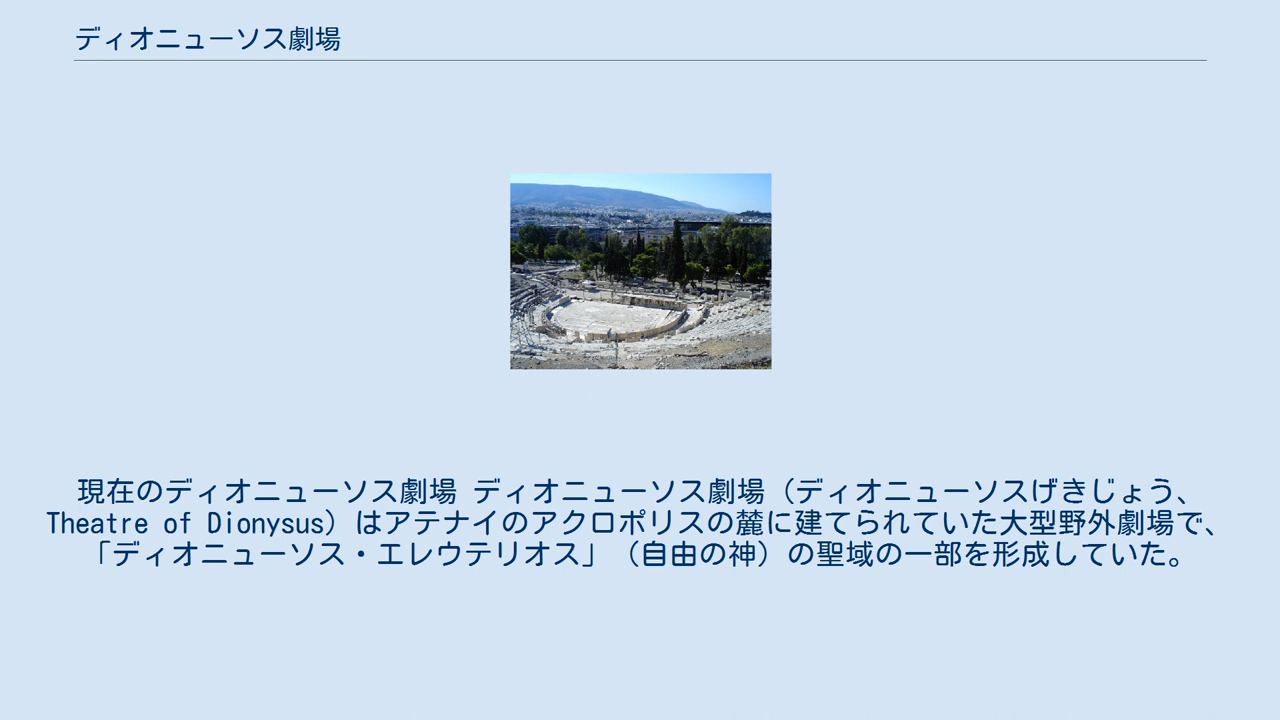 ディオニューソス劇場
現在のディオニューソス劇場 ディオニューソス劇場（ディオニューソスげきじょう、
Theatre of Dionysus）はアテナイのアクロポリスの麓に建てられていた大型野外劇場で、
「ディオニューソス・エレウテリオス」（自由の神）の聖域の一部を形成していた。